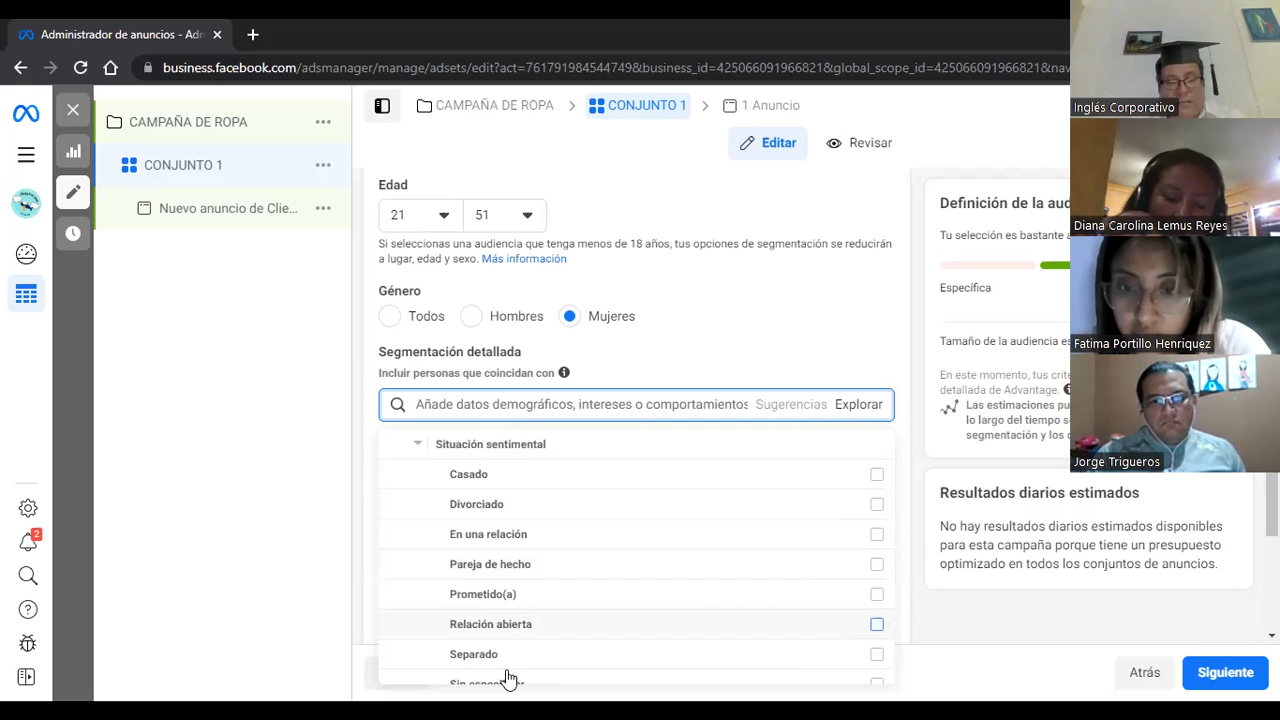 Administrador de anuncios - Adr
business.facebook.com/adsmanager/manage/adsets/edit?act=761791984544749&business_id=425066091966821&global_scope_id=425066091966821&nav
CAMPAÑA DE ROPA
CONJUNTO 1
Nuevo anuncio de Clie...
2
CAMPAÑA DE ROPA
CONJUNTO 1
1 Anuncio
Editar
Revisar
Edad
21
51
Si seleccionas una audiencia que tenga menos de 18 años, tus opciones de segmentación se reducirán
a lugar, edad y sexo. Más información
Género
Todos
Hombres
Mujeres
Segmentación detallada
Incluir personas que coincidan con
Añade datos demográficos, intereses o comportamientos
Sugerencias
Explorar
Situación sentimental
Casado
Divorciado
En una relación
Pareja de hecho
Prometido(a)
Relación abierta
Separado
Definición de la aud
Tu selección es bastante a
Específica
Tamaño de la audiencia es
En este momento, tus crite
detallada de Advantage.
Las estimaciones pu
lo largo del tiempo s
segmentación y los d
Resultados diarios estimados
No hay resultados diarios estimados disponibles
para esta campaña porque tiene un presupuesto
optimizado en todos los conjuntos de anuncios.
Atrás
Siguiente
Inglés Corporativo
Diana Carolina Lemus Reyes
Fatima Portillo Henriquez
Jorge Trigueros